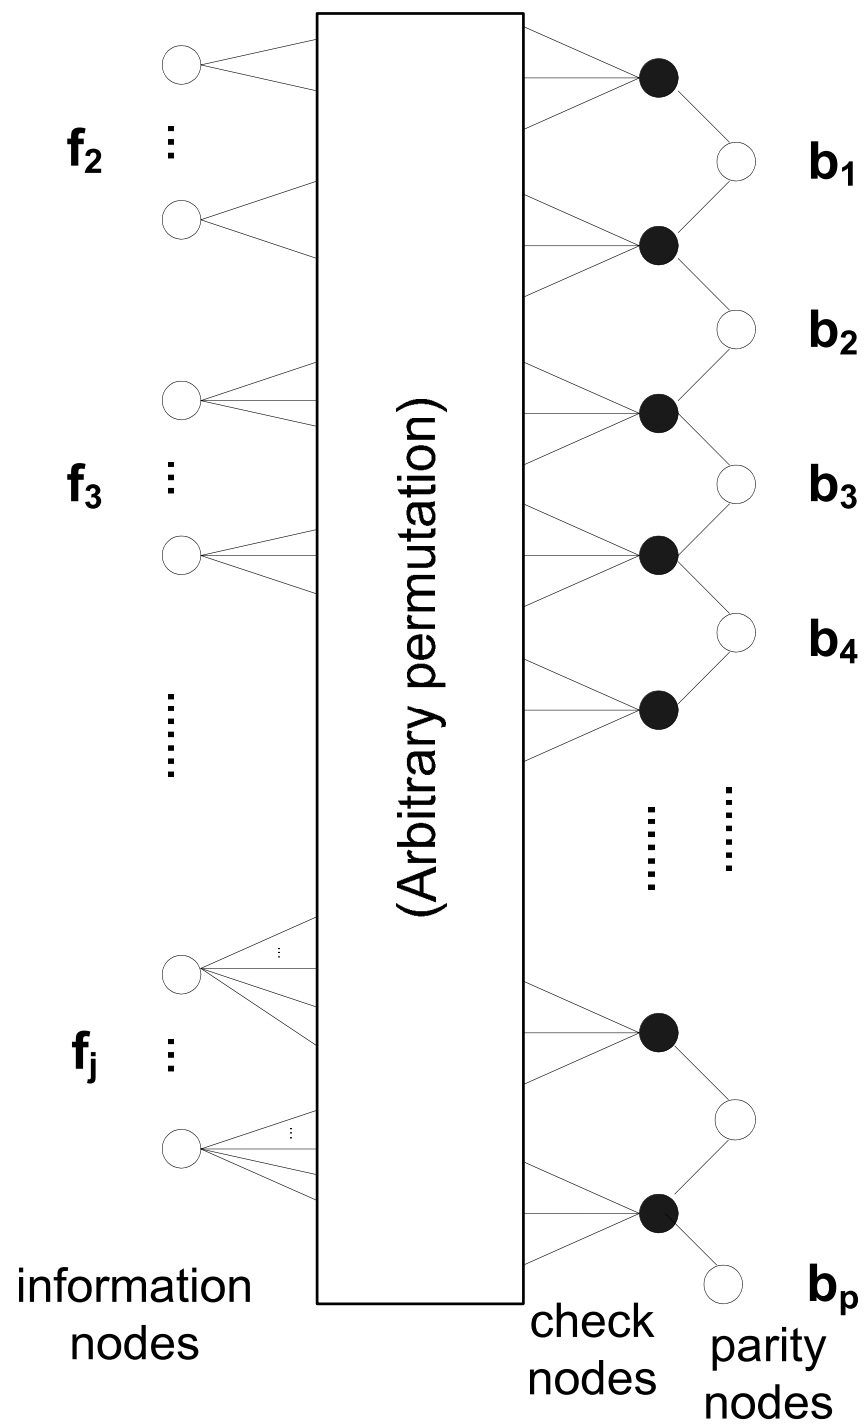 f2
f3
fj
(Arbitrary permutation)
b1
b2
b3
b4
bp
information
nodes
check
nodes
parity
nodes